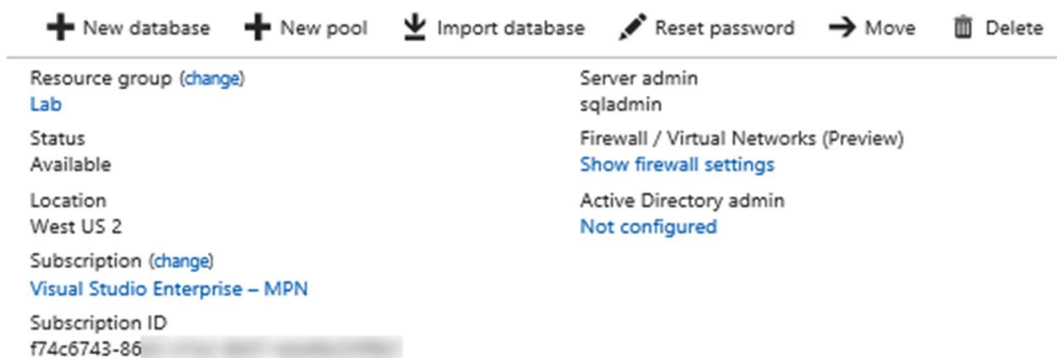 New database New pool Import database Reset password Move Delete
Resource group (change)
Lab
Status
Available
Location
West US 2
Subscription (change)
Visual Studio Enterprise – MPN
Subscription ID
f74c6743-86
Server admin
sqladmin
Firewall / Virtual Networks (Preview)
Show firewall settings
Active Directory admin
Not configured